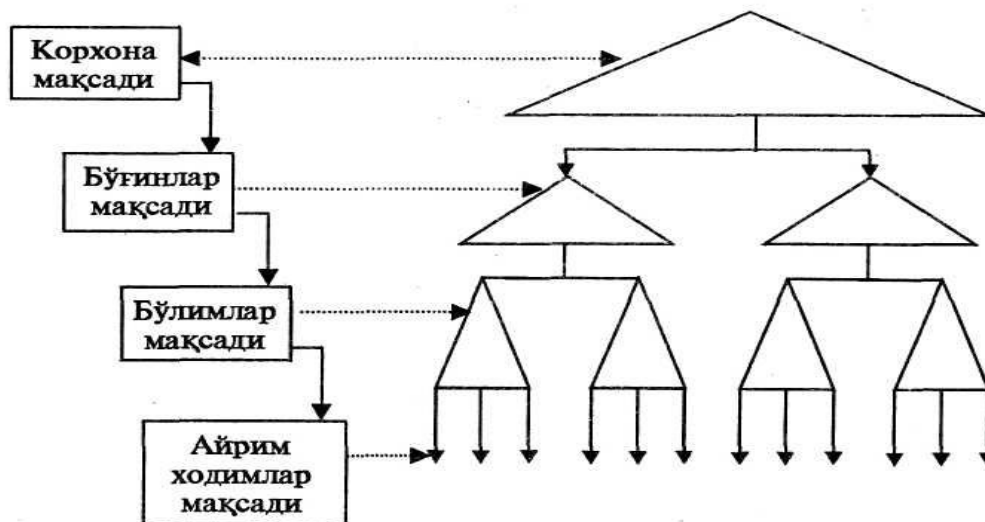 Корхона
мақсади
Бўғинлар
мақсади
Бўлимлар
мақсади
Айрим
ходимлар
мақсади